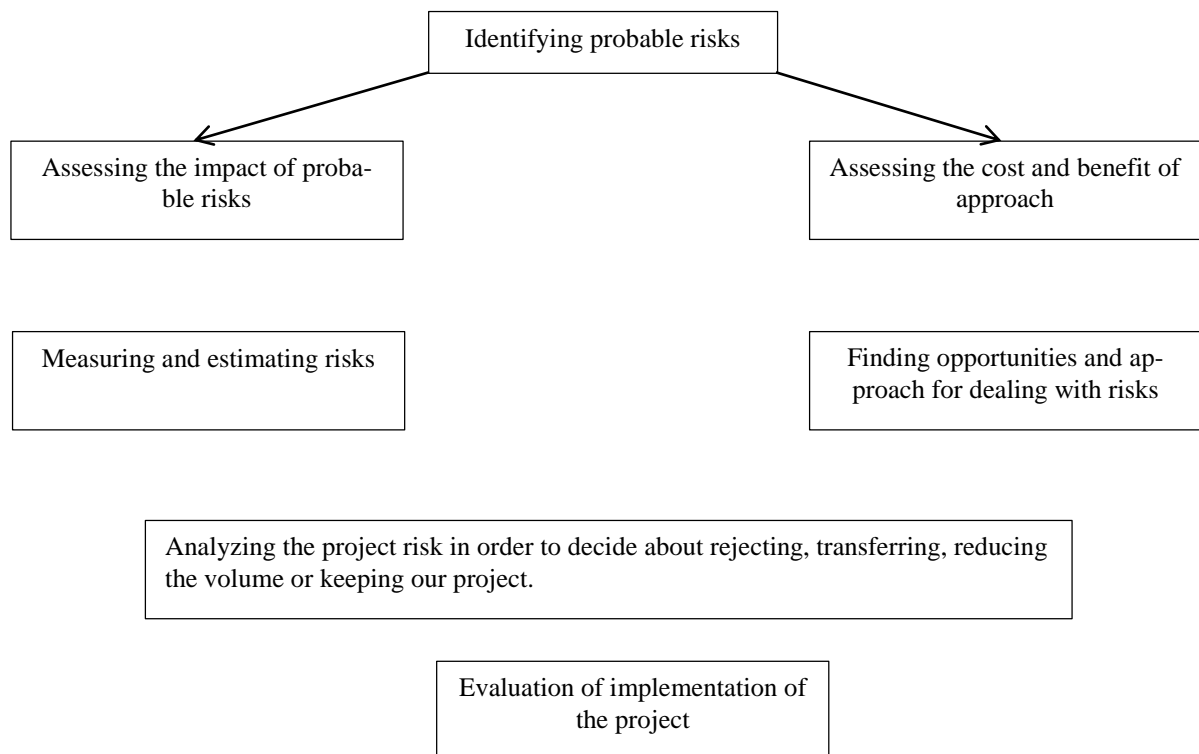 Identifying probable risks
Assessing the impact of proba-
ble risks
Assessing the cost and benefit of
approach
Measuring and estimating risks
Finding opportunities and ap-
proach for dealing with risks
Analyzing the project risk in order to decide about rejecting, transferring, reducing
the volume or keeping our project.
Evaluation of implementation of
the project